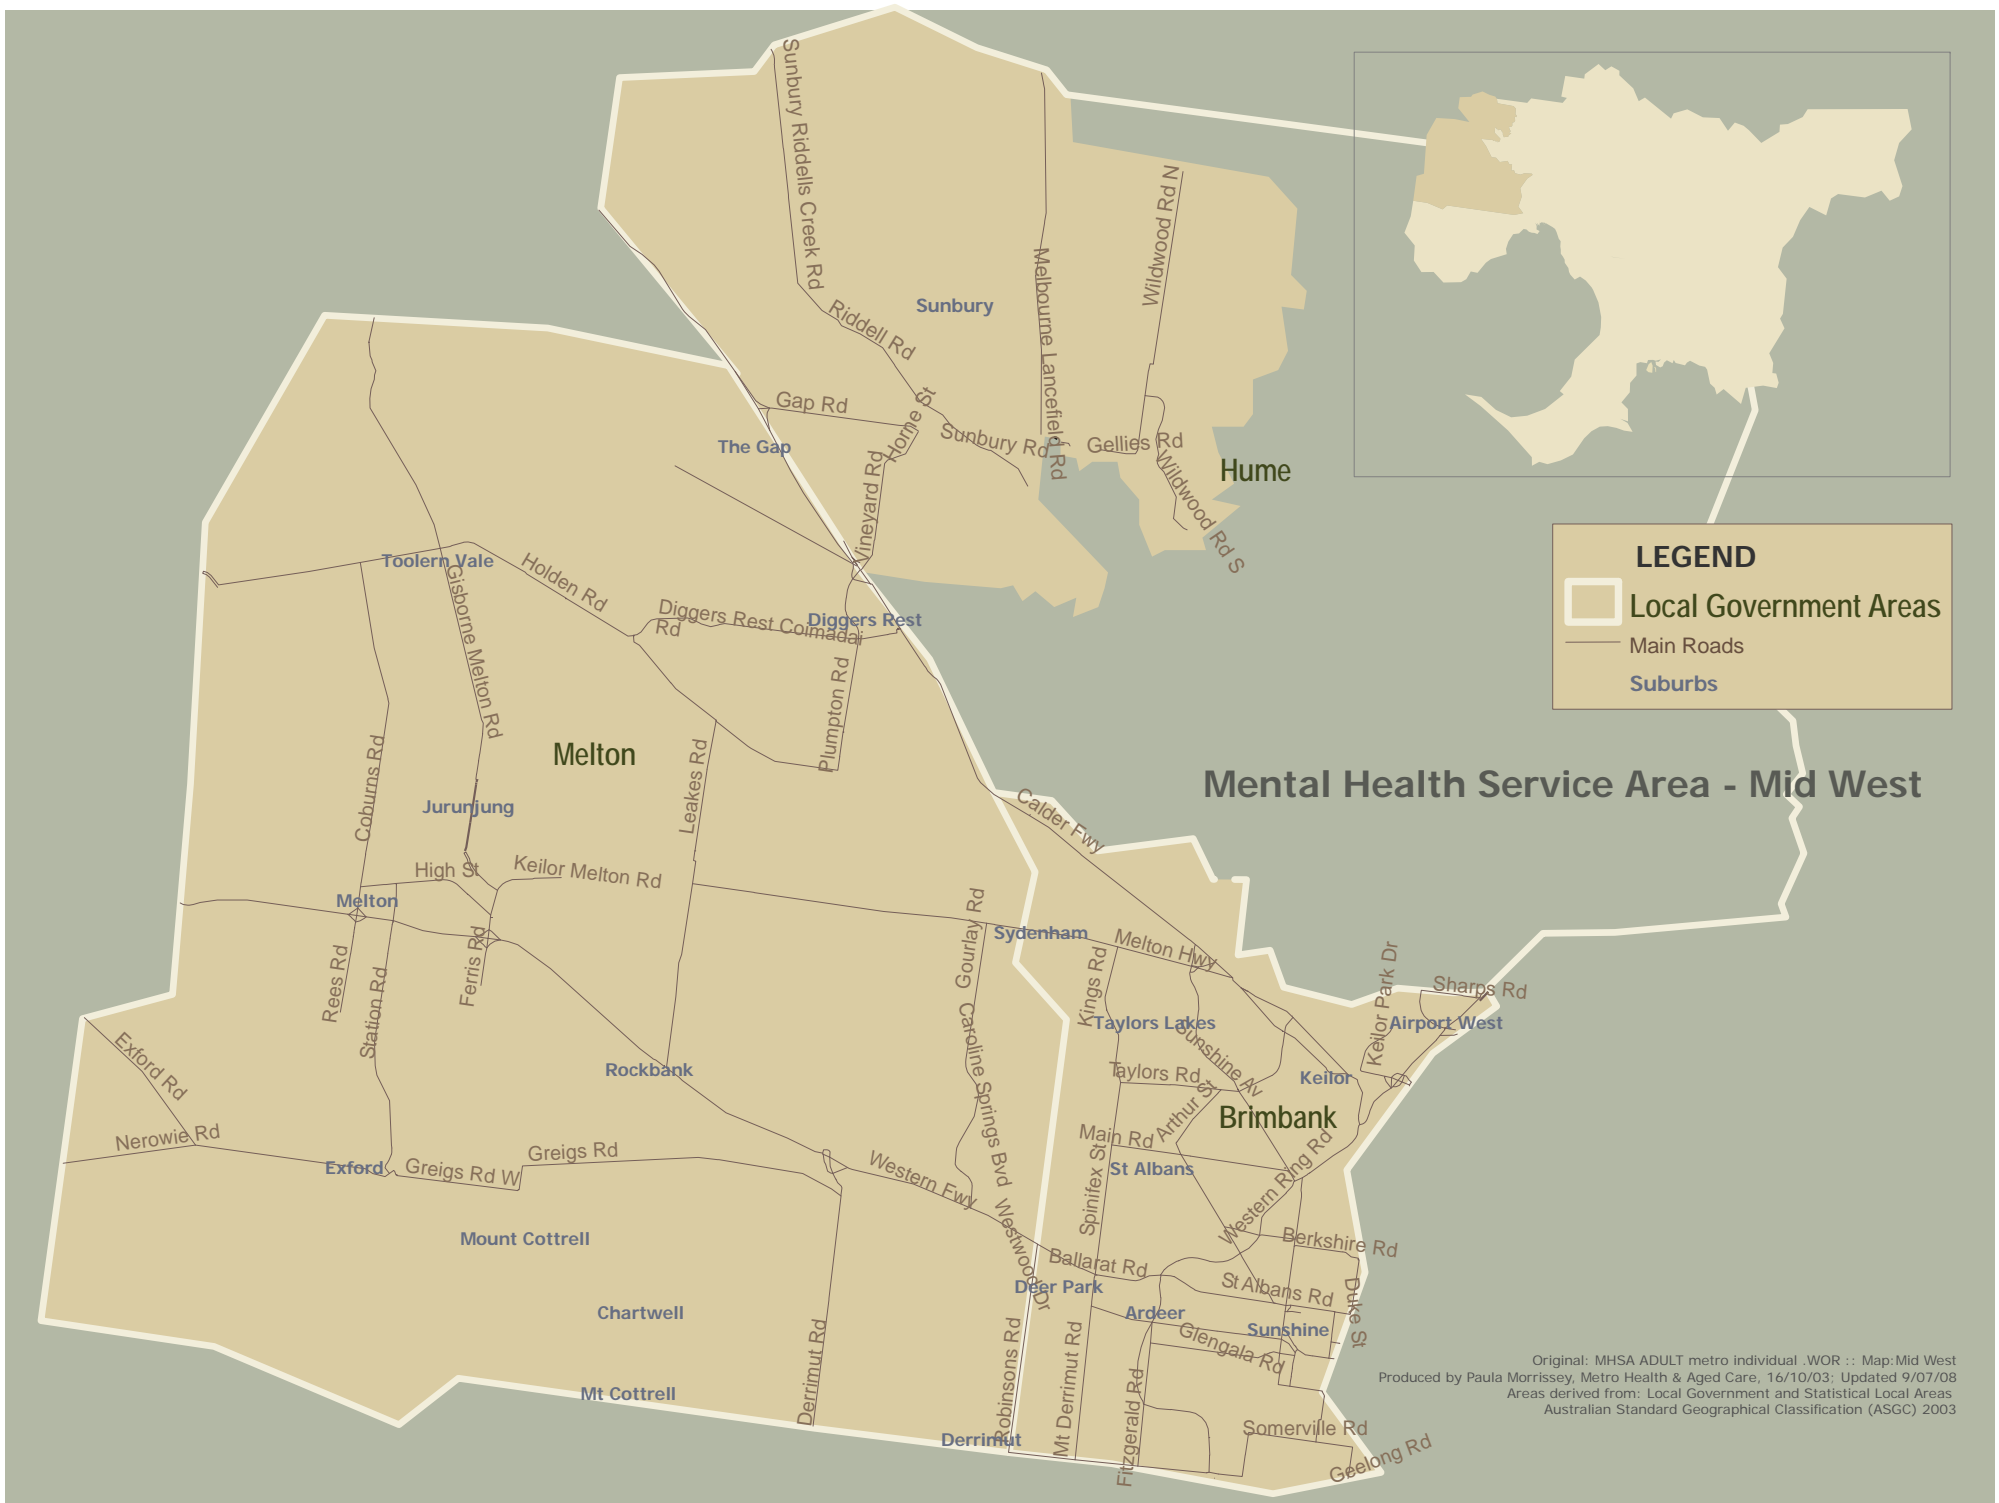 Sunbury Riddells Creek Rd
Wildwood Rd N
Melbourne Lancefield Rd
Sunbury
Riddell Rd
Gap Rd
Horne St
The Gap
Sunbury Rd
Gellies Rd
Hume
Vineyard Rd
Wildwood Rd S
LEGEND
Local Government Areas
Main Roads
Suburbs
Toolern Vale
Gisborne Melton Rd
Holden Rd
Diggers Rest Coimadai
Rd
Diggers Rest
Plumpton Rd
Melton
Leakes Rd
Coburns Rd
Jurunjung
Mental Health Service Area - Mid West
Calder Fwy
High St
Keilor Melton Rd
Melton
Gourlay Rd
Sydenham
Melton Hwy
Kings Rd
Keilor Park Dr
Sharps Rd
Airport West
Rees Rd
Station Rd
Ferris Rd
Taylors Lakes
Sunshine Av
Exford Rd
Rockbank
Caroline Springs Bvd
Taylors Rd
Keilor
Arthur St
Brimbank
Nerowie Rd
Main Rd
Exford
Greigs Rd W
Greigs Rd
Western Fwy
St Albans
Spinifex St
Western Ring Rd
Mount Cottrell
Westwood Dr
Berkshire Rd
Ballarat Rd
Deer Park
St Albans Rd
Duke St
Chartwell
Ardeer
Sunshine
Glengala Rd
Derrimut Rd
Robinsons Rd
Mt Derrimut Rd
Fitzgerald Rd
Mt Cottrell
Derrimut
Somerville Rd
Geelong Rd
Original: MHSA ADULT metro individual .WOR :: Map:Mid West
Produced by Paula Morrissey, Metro Health & Aged Care, 16/10/03; Updated 9/07/08
Areas derived from: Local Government and Statistical Local Areas
Australian Standard Geographical Classification (ASGC) 2003